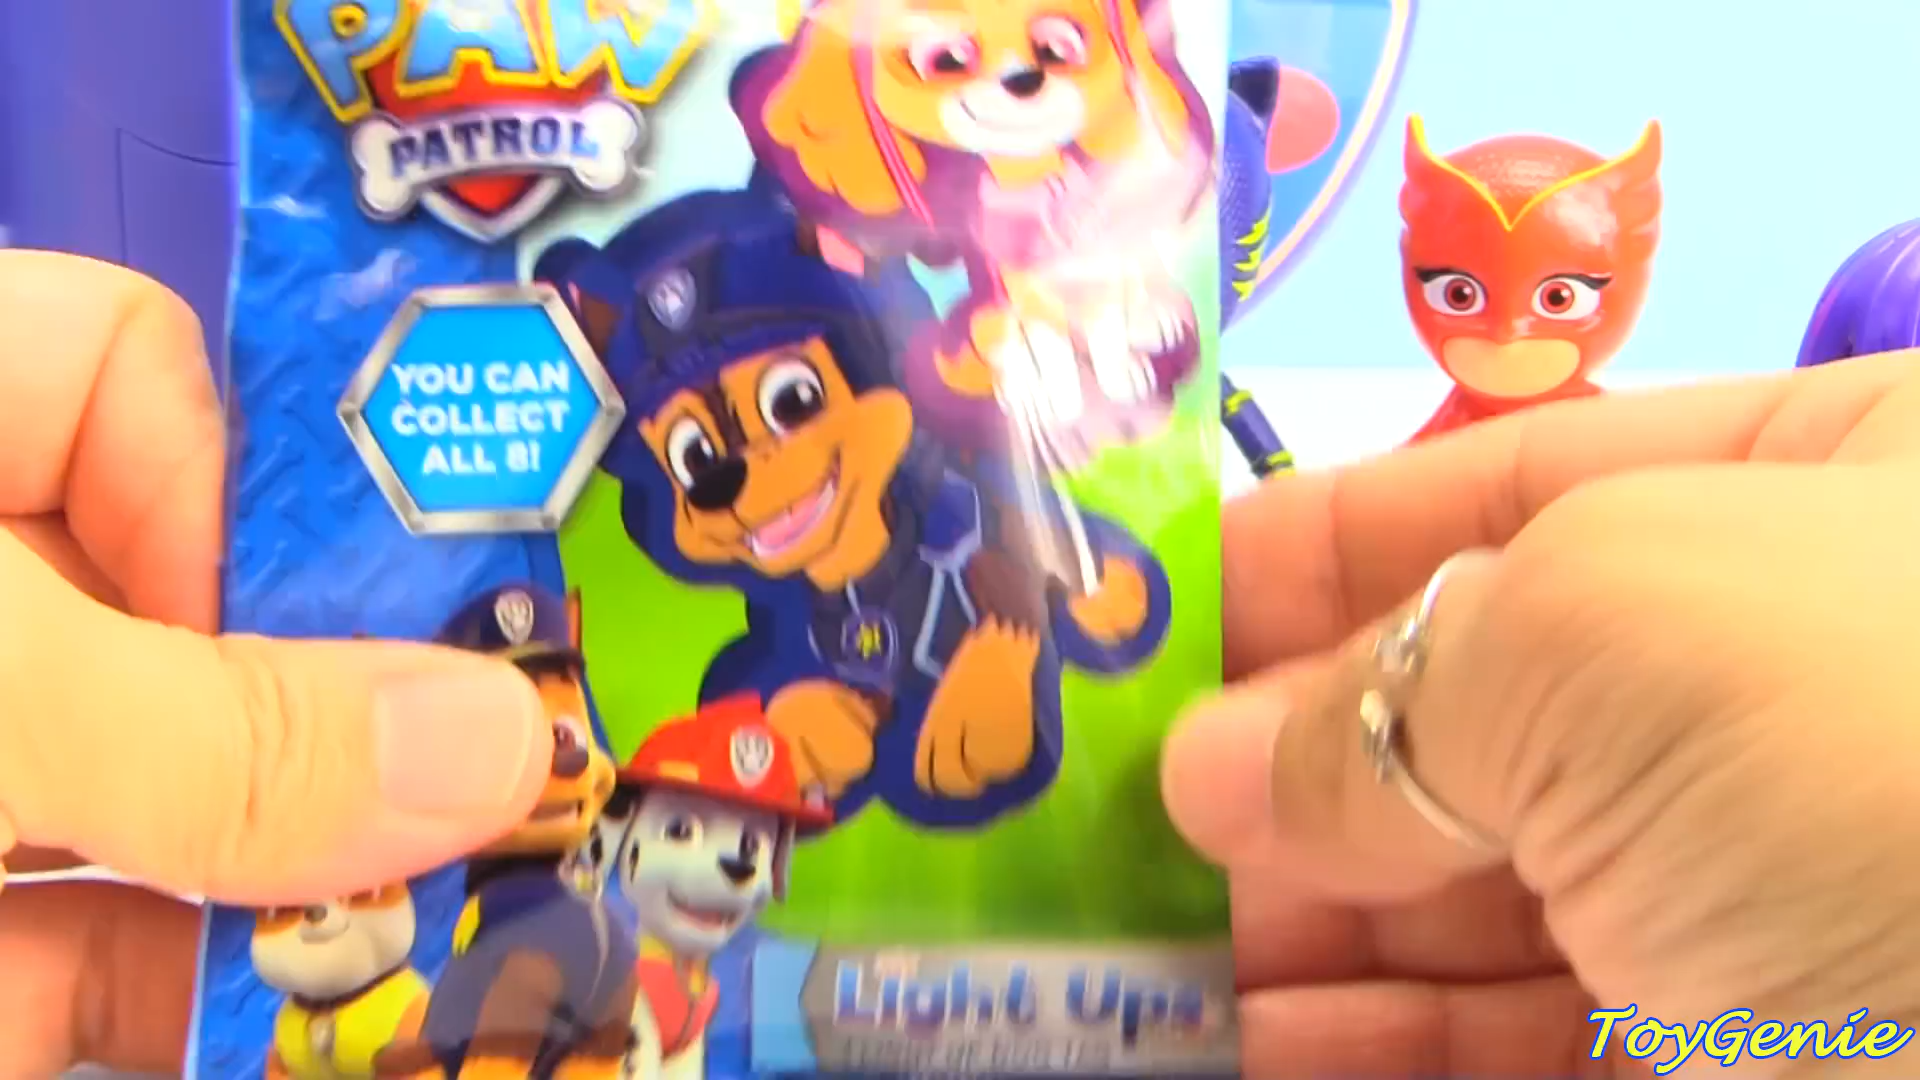 PAW
PATROL
YOU CAN
COLLECT
ALL 8!
Light Ups
ToyGenie